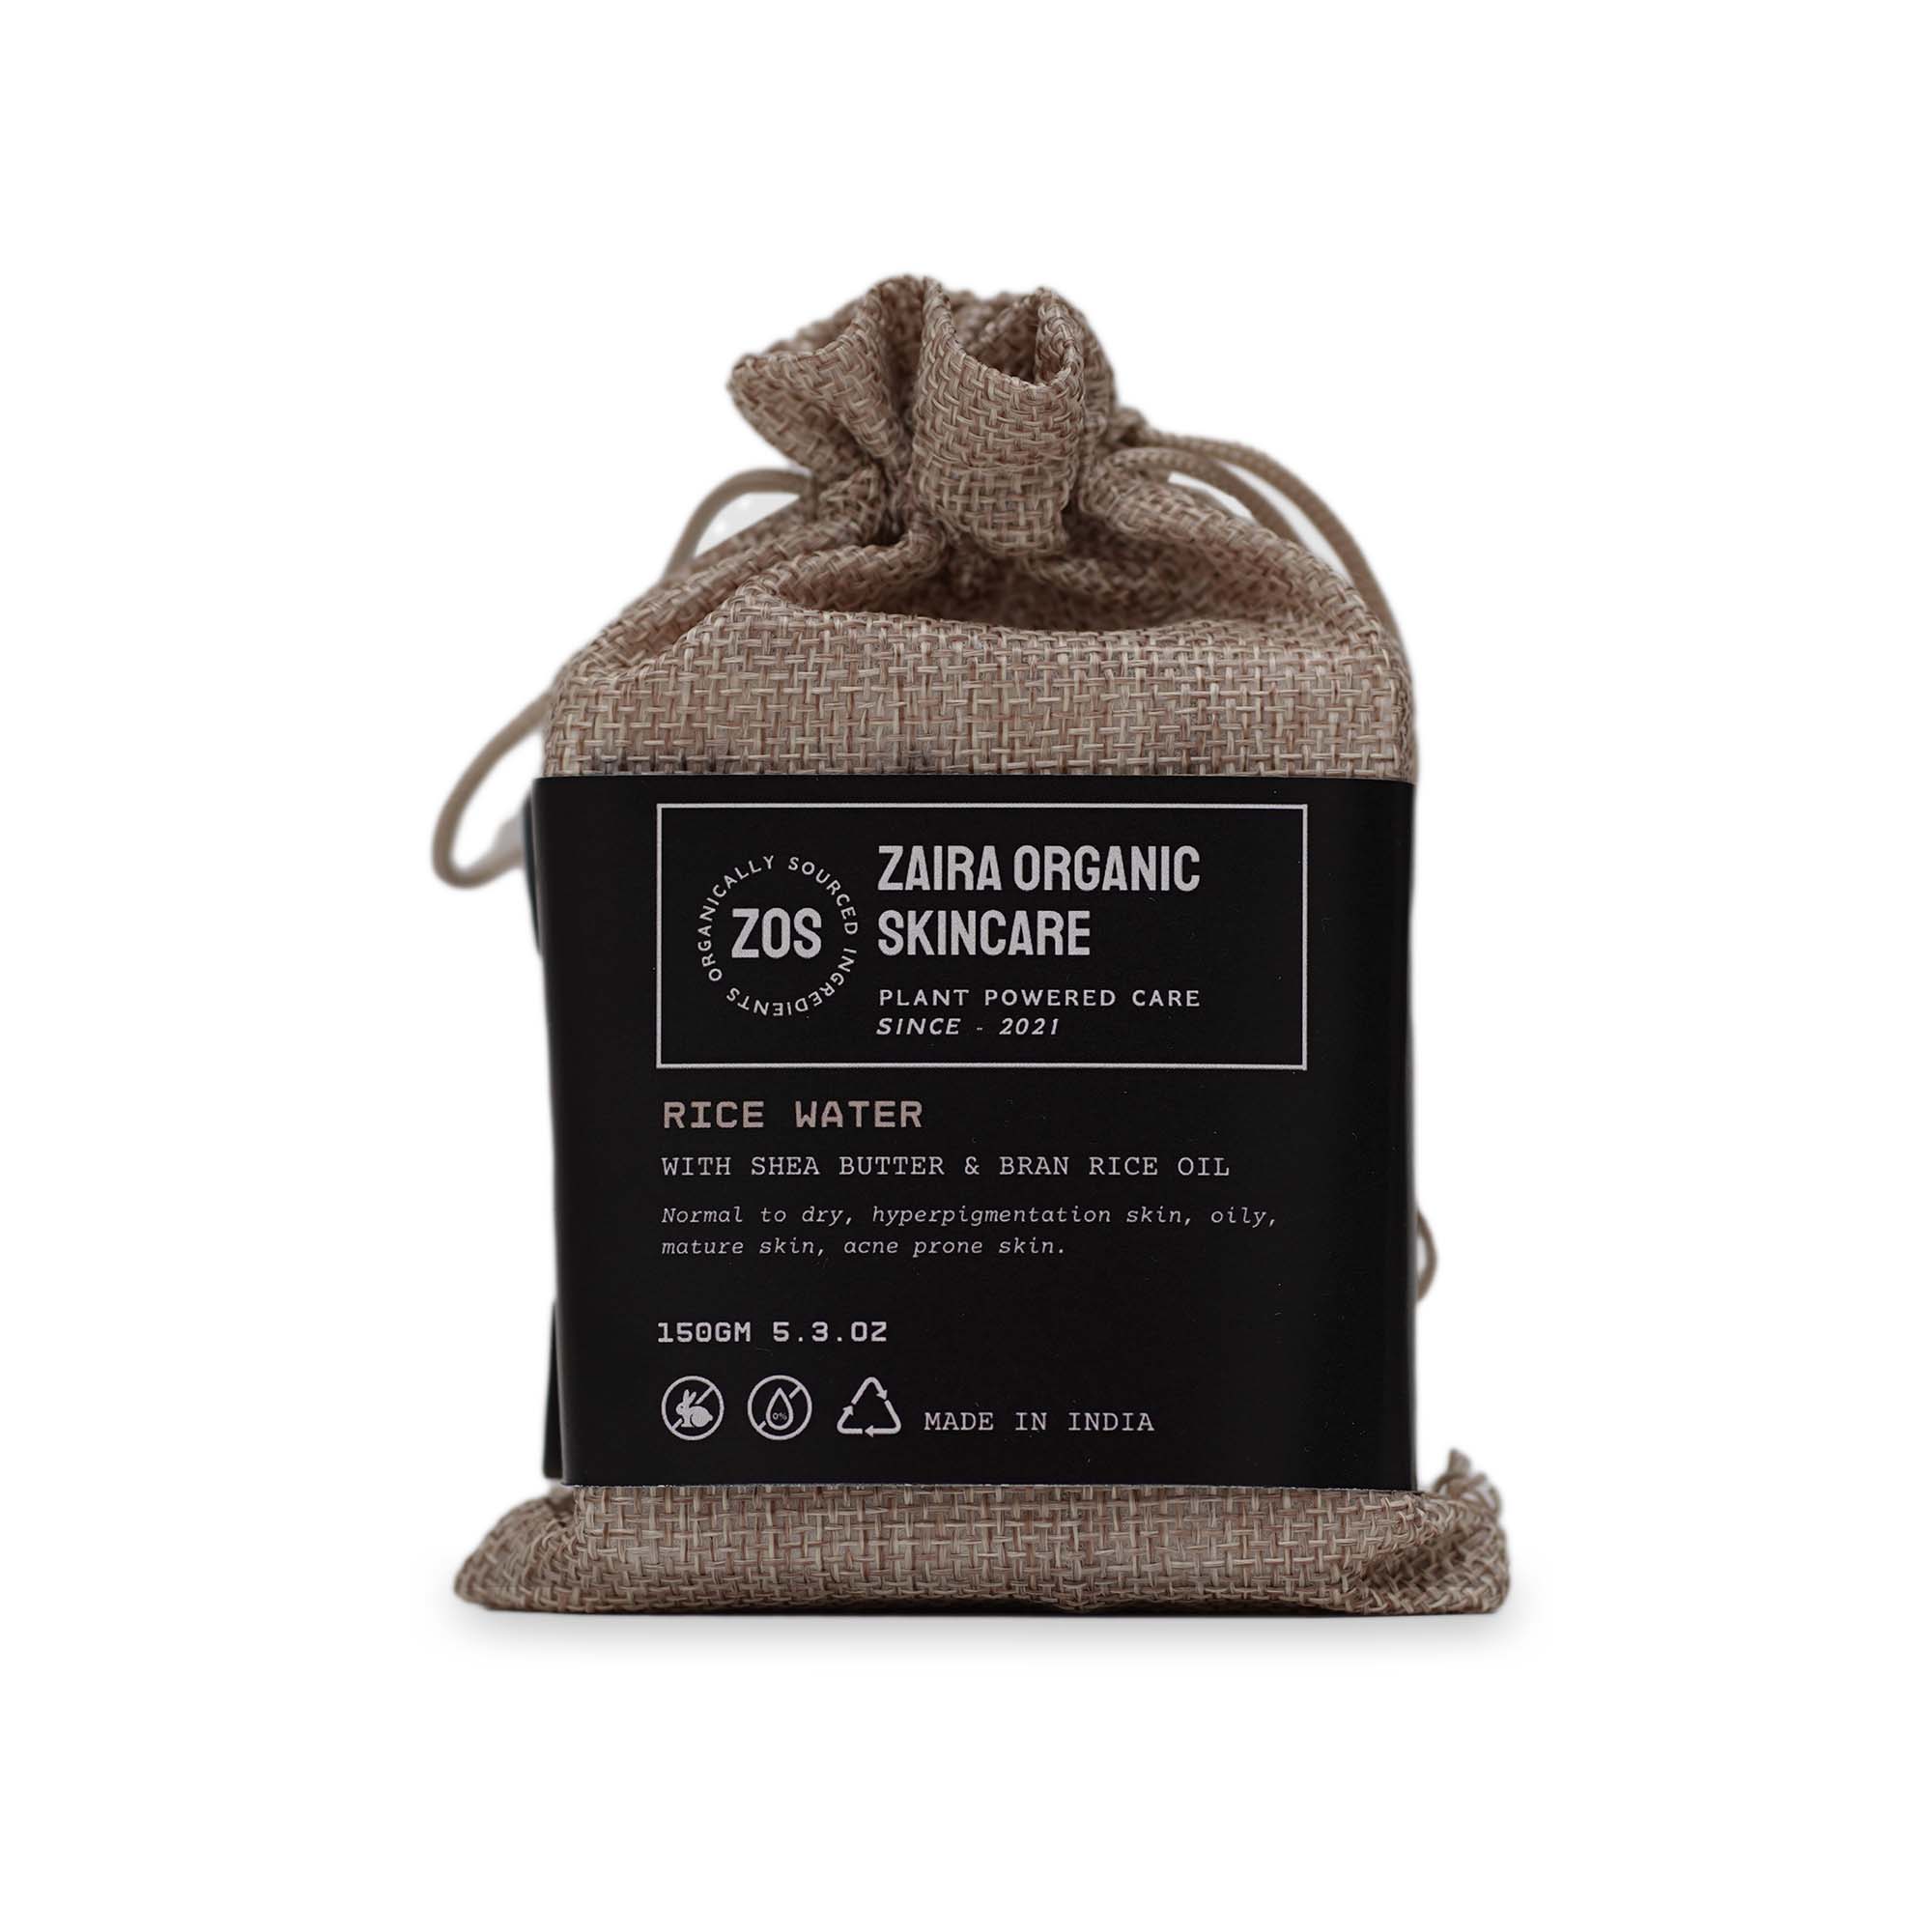 ORGANICALLY SOURCED INGREDIENTS
ZOS
ZAIRA ORGANIC
SKINCARE
PLANT POWERED CARE
SINCE - 2021
RICE WATER
WITH SHEA BUTTER & BRAN RICE OIL
Normal to dry, hyperpigmentation skin, oily,
mature skin, acne prone skin.
150GM 5.3.OZ
0%
MADE IN INDIA